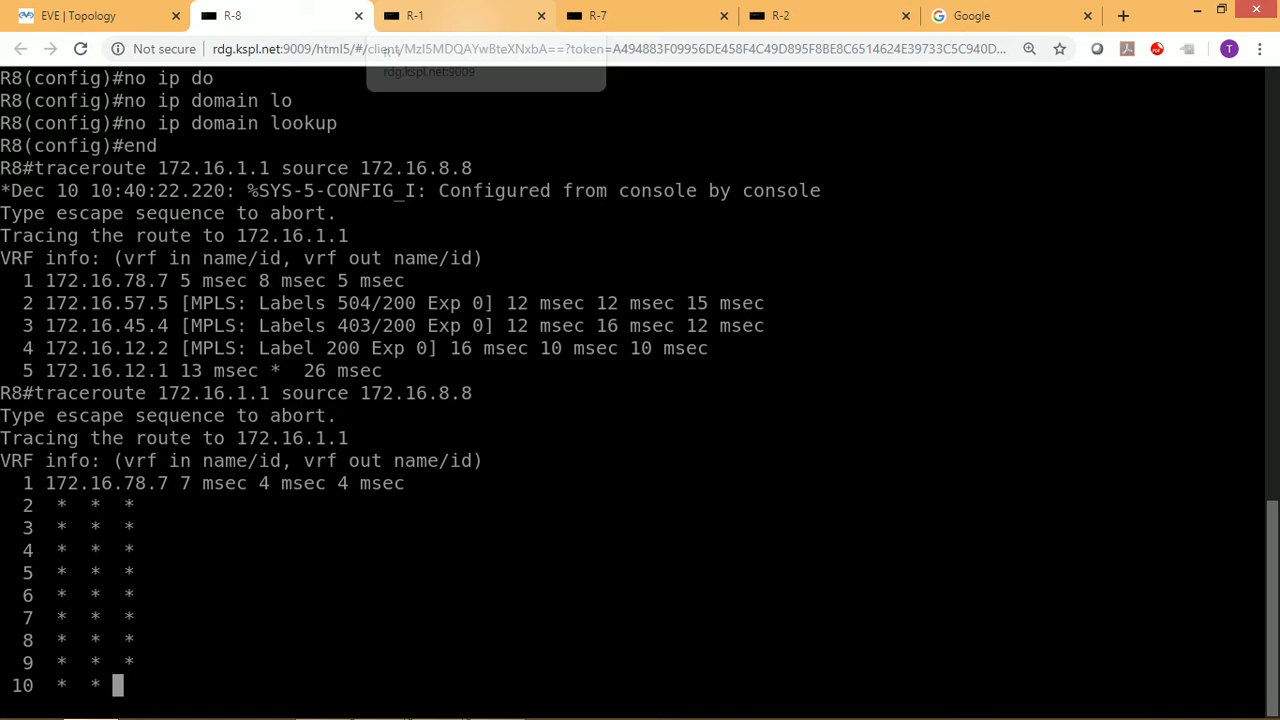 EVE | Topology
R-8
R-1
R-7
R-2
Google
Not secure
rdg.kspl.net:9009/html5/#/client/MzI5MDQAYwBteXNxbA==?token=A494883F09956DE458F4C49D895F8BE8C6514624E39733C5C940D...
T
rdg.kspl.net:9009
R8(config)#no ip do
R8(config)#no ip domain lo
R8(config)#no ip domain lookup
R8(config)#end
R8#traceroute 172.16.1.1 source 172.16.8.8
*Dec 10 10:40:22.220: %SYS-5-CONFIG_I: Configured from console by console
Type escape sequence to abort.
Tracing the route to 172.16.1.1
VRF info: (vrf in name/id, vrf out name/id)
1 172.16.78.7 5 msec 8 msec 5 msec
2 172.16.57.5 [MPLS: Labels 504/200 Exp 0] 12 msec 12 msec 15 msec
3 172.16.45.4 [MPLS: Labels 403/200 Exp 0] 12 msec 16 msec 12 msec
4 172.16.12.2 [MPLS: Label 200 Exp 0] 16 msec 10 msec 10 msec
5 172.16.12.1 13 msec * 26 msec
R8#traceroute 172.16.1.1 source 172.16.8.8
Type escape sequence to abort.
Tracing the route to 172.16.1.1
VRF info: (vrf in name/id, vrf out name/id)
1 172.16.78.7 7 msec 4 msec 4 msec
2 * * *
3 * * *
4 * * *
5 * * *
6 * * *
7 * * *
8 * * *
9 * * *
10 * *